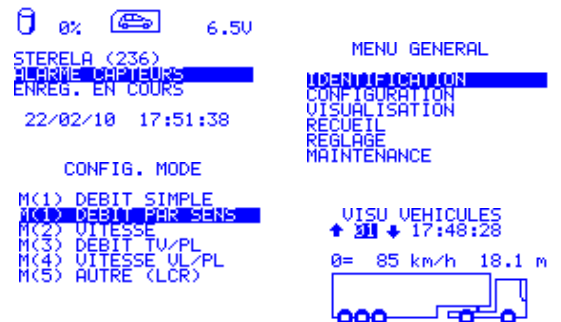 0% 6.5V
STERELA (236)
ALARME CAPTEURS
ENREG. EN COURS
22/02/10 17:51:38
MENU GENERAL
IDENTIFICATION
CONFIGURATION
VISUALISATION
RECUEIL
REGLAGE
MAINTENANCE
CONFIG. MODE
M(1) DEBIT SIMPLE
M(1) DEBIT PAR SENS
M(2) VITESSE
M(3) DEBIT TV/PL
M(4) VITESSE VL/PL
M(5) AUTRE (LCR)
VISU VEHICULES
01 17:48:28
0= 85 km/h 18.1 m